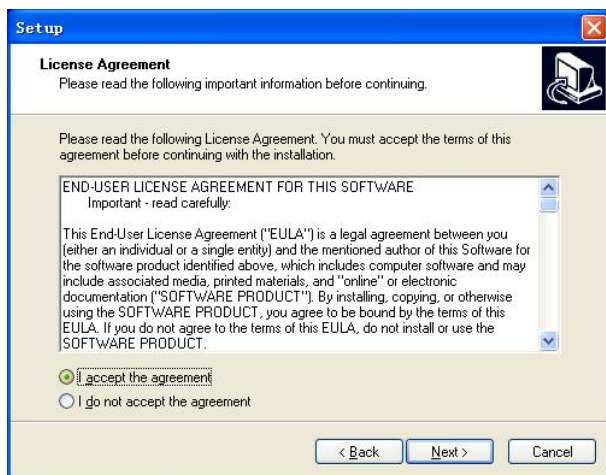 Setup
License Agreement
Please read the following important information before continuing.
Please read the following License Agreement. You must accept the terms of this
agreement before continuing with the installation.
END-USER LICENSE AGREEMENT FOR THIS SOFTWARE
Important - read carefully:
This End-User License Agreement ("EULA") is a legal agreement between you
(either an individual or a single entity) and the mentioned author of this Software for
the software product identified above, which includes computer software and may
include associated media, printed materials, and "online" or electronic
documentation ("SOFTWARE PRODUCT"). By installing, copying, or otherwise
using the SOFTWARE PRODUCT, you agree to be bound by the terms of this
EULA. If you do not agree to the terms of this EULA, do not install or use the
SOFTWARE PRODUCT.
I accept the agreement
I do not accept the agreement
< Back Next > Cancel